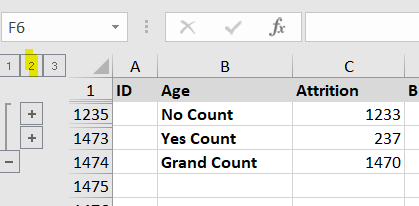 F6
fx
1 2 3
A B C
1 ID Age Attrition B
1235 No Count 1233
1473 Yes Count 237
1474 Grand Count 1470
1475